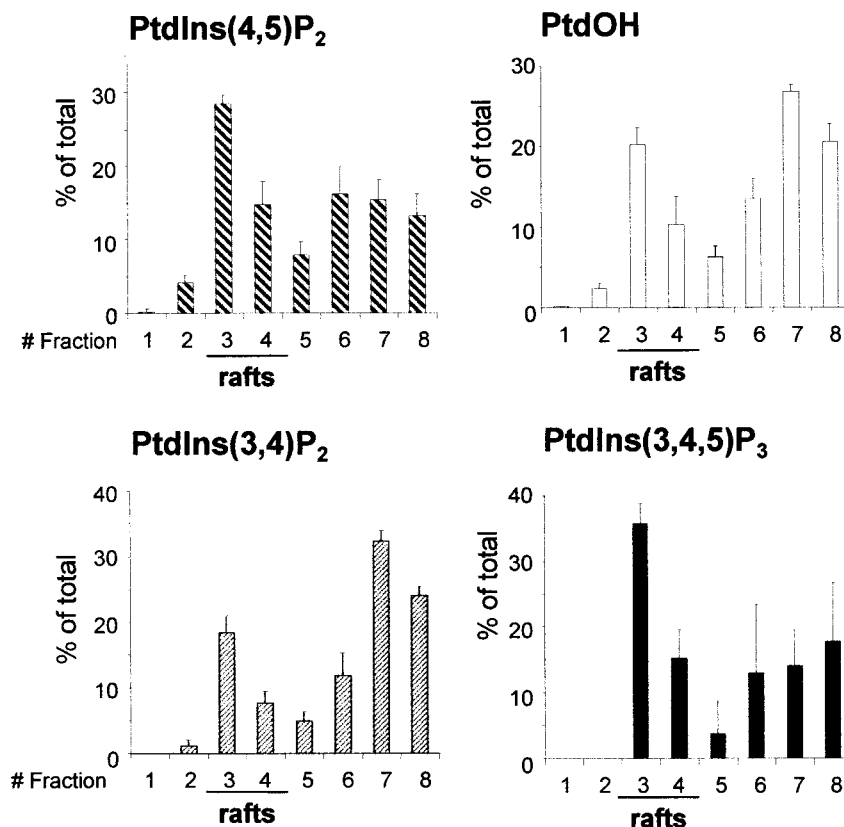 PtdIns(4,5)P2
% of total
30
20
10
0
# Fraction 1 2 3 4 5 6 7 8
rafts
PtdOH
% of total
30
20
10
0
1 2 3 4 5 6 7 8
rafts
PtdIns(3,4)P2
% of total
40
30
20
10
0
# Fraction 1 2 3 4 5 6 7 8
rafts
PtdIns(3,4,5)P3
% of total
40
30
20
10
0
1 2 3 4 5 6 7 8
rafts